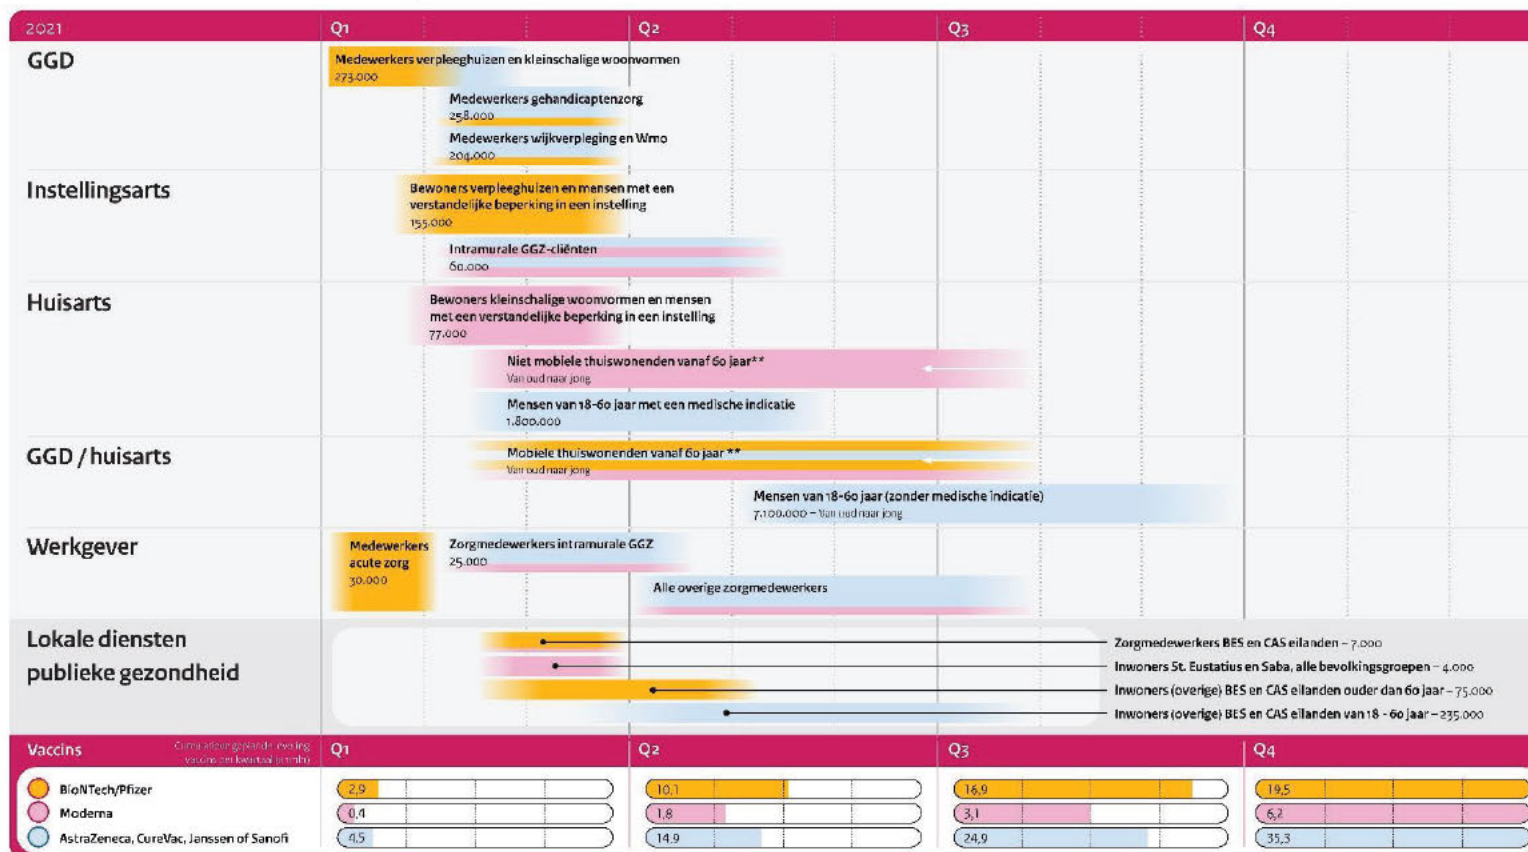 2021 Q1 Q2 Q3 Q4
GGD
Medewerkers verpleeghuizen en kleinschalige woonvormen
273.000
Medewerkers gehandicaptenzorg
258.000
Medewerkers wijkverpleging en Wmo
204.000
Instellingsarts
Bewoners verpleeghuizen en mensen met een
verstandelijke beperking in een instelling
155.000
Intramurale GGZ-cliënten
60.000
Huisarts
Bewoners kleinschalige woonvormen en mensen
met een verstandelijke beperking in een instelling
77.000
Niet mobiele thuiswonenden vanaf 60 jaar**
Van oud naar jong
Mensen van 18-60 jaar met een medische indicatie
1.800.000
GGD / huisarts
Mobiele thuiswonenden vanaf 60 jaar **
Van oud naar jong
Mensen van 18-60 jaar (zonder medische indicatie)
7.100.000 – Van oud naar jong
Werkgever
Medewerkers
acute zorg
30.000
Zorgmedewerkers intramurale GGZ
25.000
Alle overige zorgmedewerkers
Lokale diensten
publieke gezondheid
Zorgmedewerkers BES en CAS eilanden – 7.000
Inwoners St. Eustatius en Saba, alle bevolkingsgroepen – 4.000
Inwoners (overige) BES en CAS eilanden ouder dan 60 jaar – 75.000
Inwoners (overige) BES en CAS eilanden van 18 - 60 jaar – 235.000
Vaccins
Cumulatieve geplande levering
vaccins per kwartaal (in mln)
Q1 Q2 Q3 Q4
BioNTech/Pfizer 2,9 10,1 16,9 19,5
Moderna 0,4 1,8 3,1 6,2
AstraZeneca, CureVac, Janssen of Sanofi 4,5 14,9 24,9 35,3